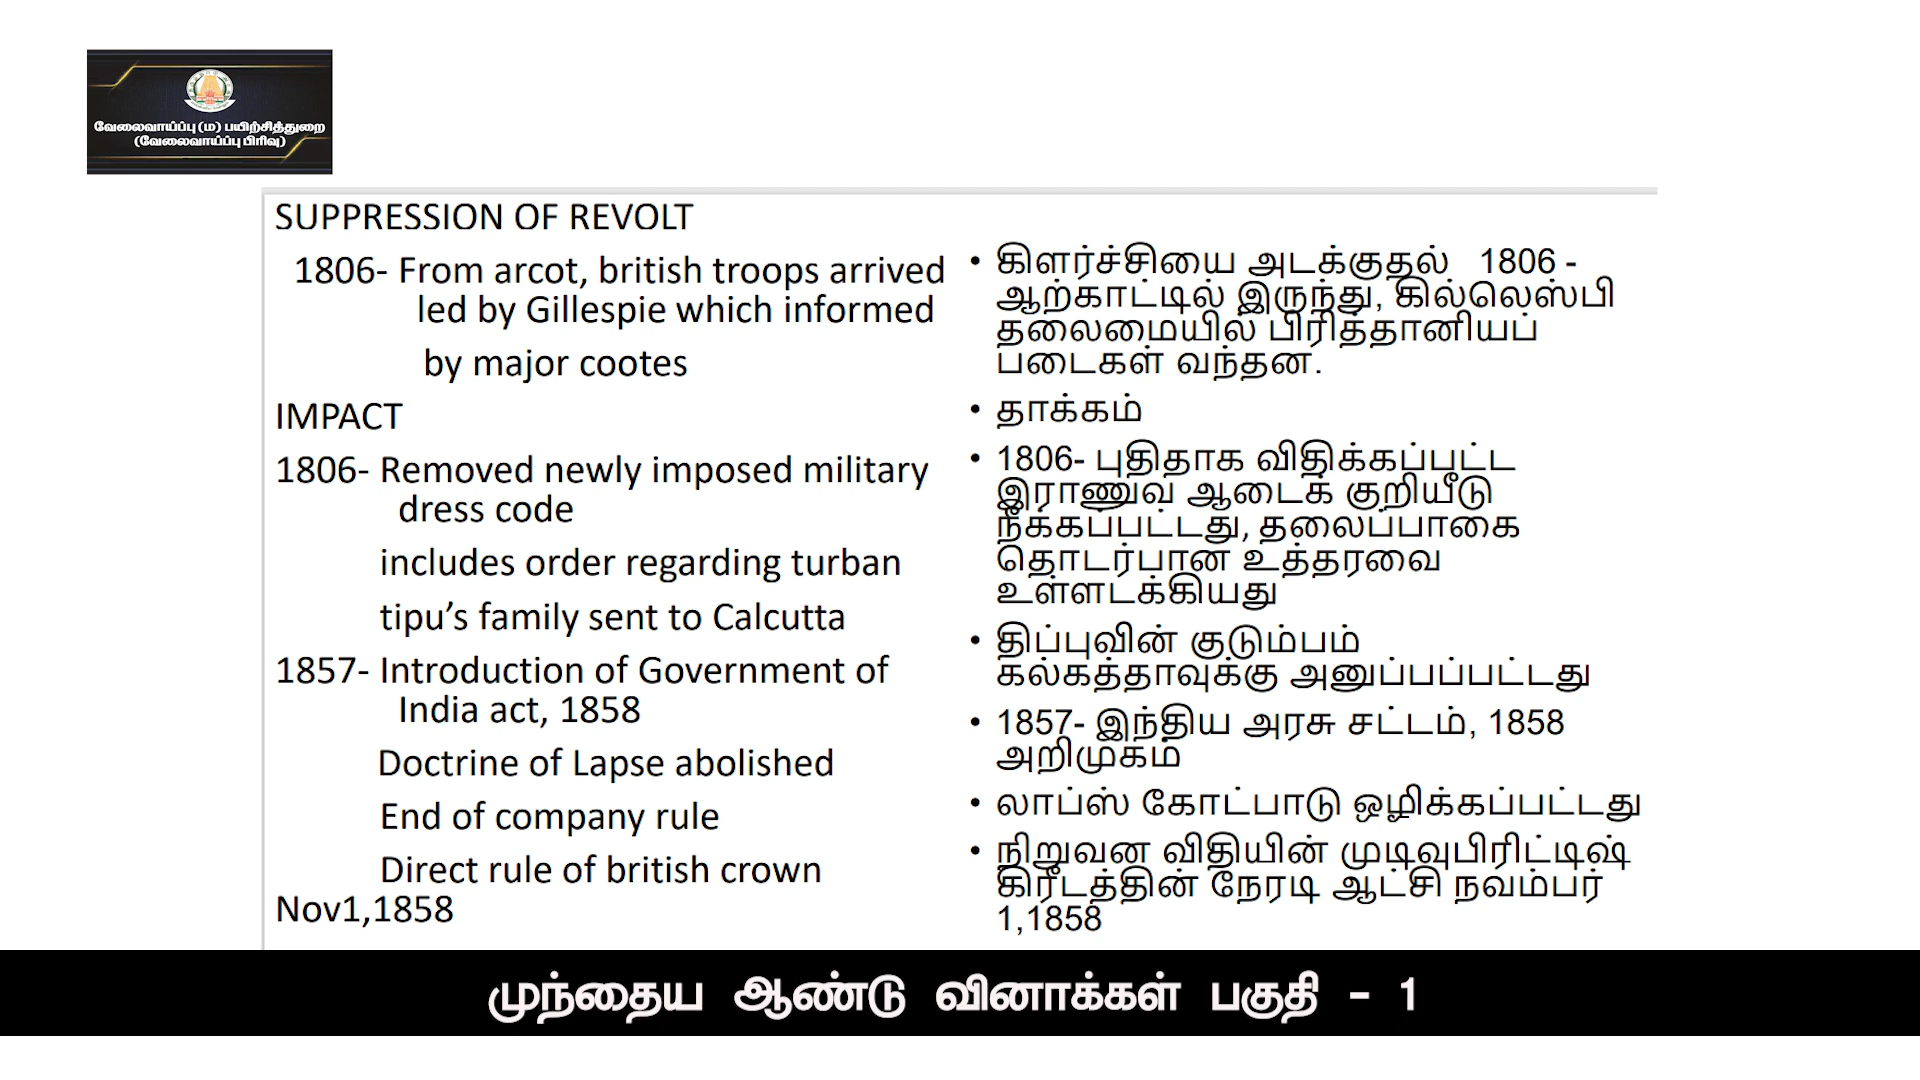 வேலைவாய்ப்பு (ம) பயிற்சித்துறை
(வேலைவாய்ப்பு பிரிவு)
SUPPRESSION OF REVOLT
1806- From arcot, british troops arrived
led by Gillespie which informed
by major cootes
IMPACT
1806- Removed newly imposed military
dress code
includes order regarding turban
tipu’s family sent to Calcutta
1857- Introduction of Government of
India act, 1858
Doctrine of Lapse abolished
End of company rule
Direct rule of british crown
Nov1,1858
• கிளர்ச்சியை அடக்குதல் 1806 -
ஆற்காட்டில் இருந்து, கில்லெஸ்பி
தலைமையில் பிரித்தானியப்
படைகள் வந்தன.
• தாக்கம்
• 1806- புதிதாக விதிக்கப்பட்ட
இராணுவ ஆடைக் குறியீடு
நீக்கப்பட்டது, தலைப்பாகை
தொடர்பான உத்தரவை
உள்ளடக்கியது
• திப்புவின் குடும்பம்
கல்கத்தாவுக்கு அனுப்பப்பட்டது
• 1857- இந்திய அரசு சட்டம், 1858
அறிமுகம்
• லாப்ஸ் கோட்பாடு ஒழிக்கப்பட்டது
• நிறுவன விதியின் முடிவுபிரிட்டிஷ்
கிரீடத்தின் நேரடி ஆட்சி நவம்பர்
1,1858
முந்தைய ஆண்டு வினாக்கள் பகுதி - 1